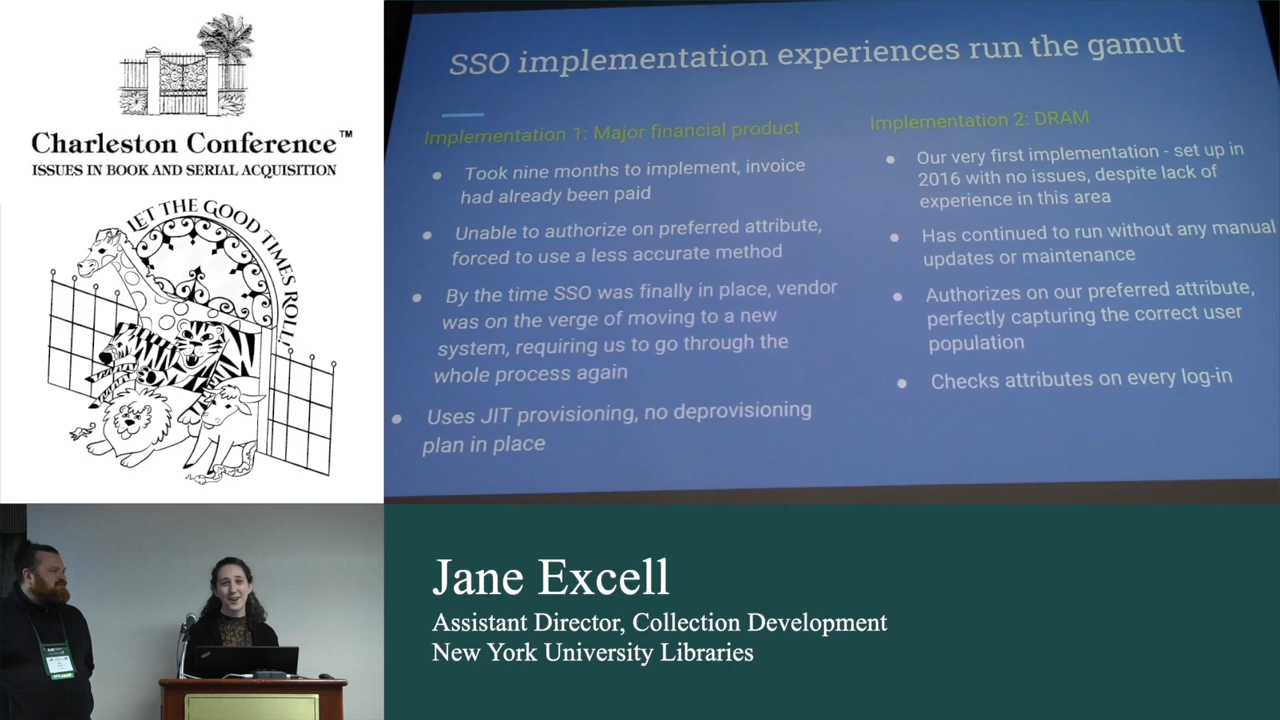 Charleston Conference™
ISSUES IN BOOK AND SERIAL ACQUISITION
LET THE GOOD TIMES ROLL!
SSO implementation experiences run the gamut
Implementation 1: Major financial product
Took nine months to implement, invoice
had already been paid
Unable to authorize on preferred attribute,
forced to use a less accurate method
By the time SSO was finally in place, vendor
was on the verge of moving to a new
system, requiring us to go through the
whole process again
Uses JIT provisioning, no deprovisioning
plan in place
Implementation 2: DRAM
Our very first implementation - set up in
2016 with no issues, despite lack of
experience in this area
Has continued to run without any manual
updates or maintenance
Authorizes on our preferred attribute,
perfectly capturing the correct user
population
Checks attributes on every log-in
Jane Excell
Assistant Director, Collection Development
New York University Libraries